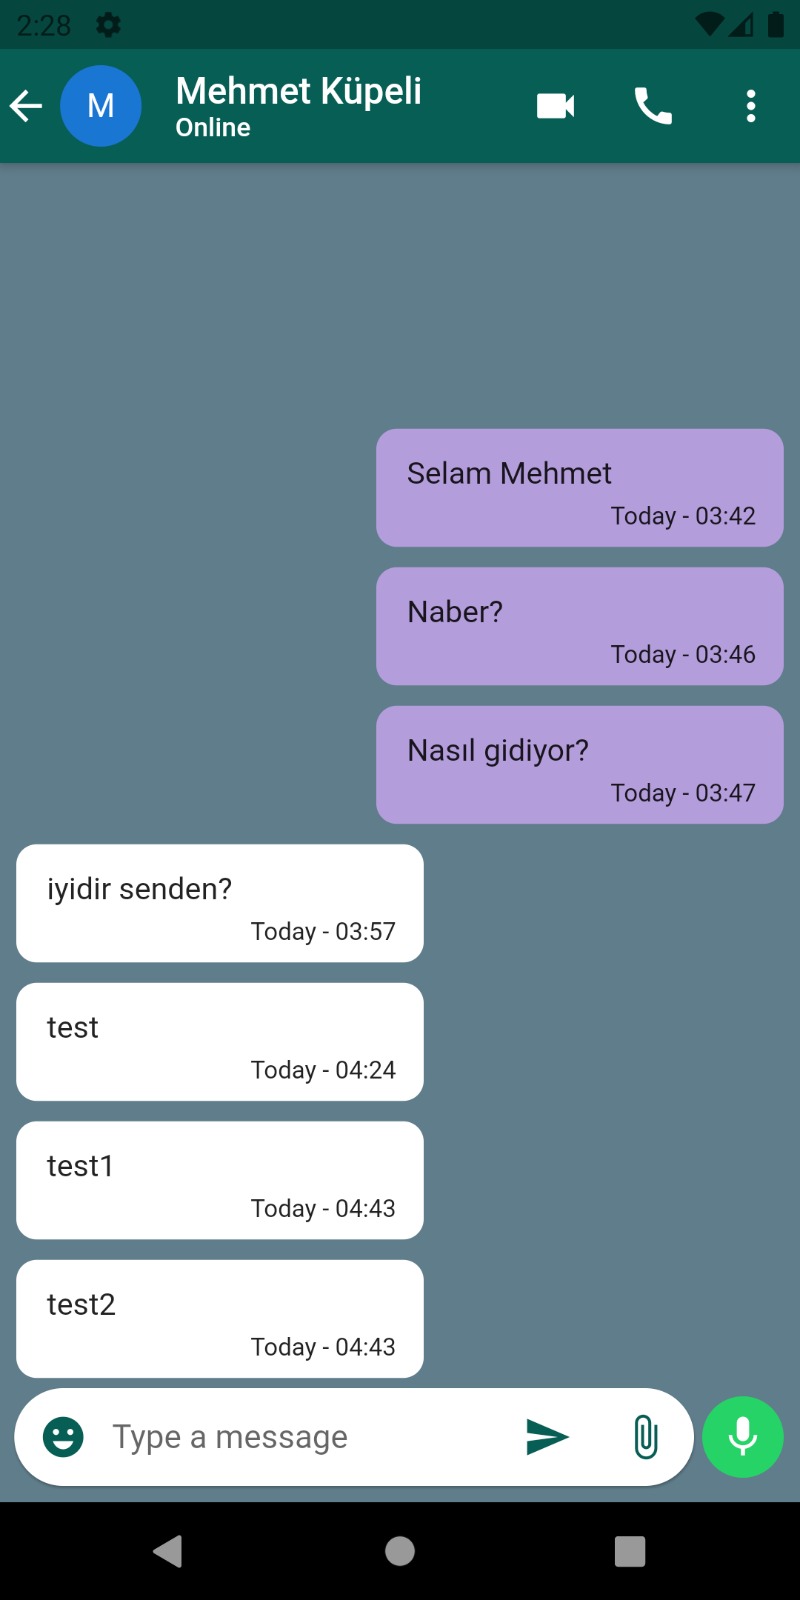 2:28
M
Mehmet Küpeli
Online
Selam Mehmet
Today - 03:42
Naber?
Today - 03:46
Nasıl gidiyor?
Today - 03:47
iyidir senden?
Today - 03:57
test
Today - 04:24
test1
Today - 04:43
test2
Today - 04:43
Type a message